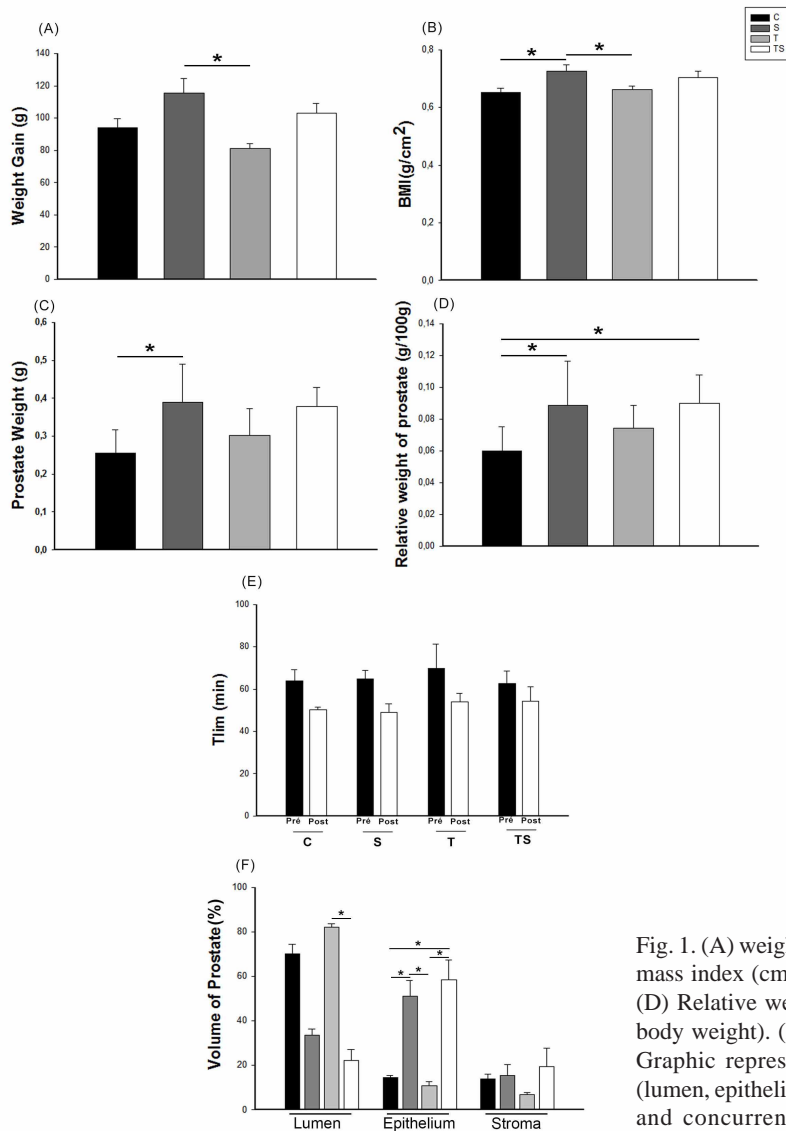 C
S
T
TS
(A)
Weight Gain (g)
140
120
100
80
60
40
20
0
*
(B)
BMI(g/cm²)
0,8
0,6
0,4
0,2
0,0
* *
(C)
Prostate Weight (g)
0,6
0,5
0,4
0,3
0,2
0,1
0,0
*
(D)
Relative weight of prostate (g/100g)
0,14
0,12
0,10
0,08
0,06
0,04
0,02
0,00
*
*
(E)
Tlim (min)
100
80
60
40
20
0
Pré Post Pré Post Pré Post Pré Post
C S T TS
(F)
Volume of Prostate (%)
100
80
60
40
20
0
*
*
* * *
Lumen Epithelium Stroma
Fig. 1. (A) weigh
mass index (cm
(D) Relative we
body weight). (
Graphic repres
(lumen, epitheli
and concurren